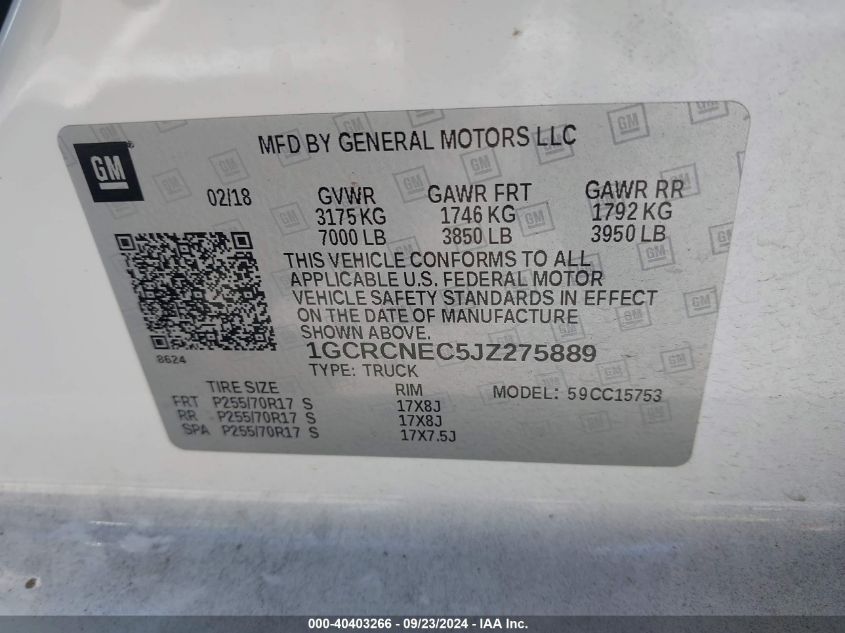 MFD BY GENERAL MOTORS LLC
GM
02/18 GVWR GAWR FRT GAWR RR
3175 KG 1746 KG 1792 KG
7000 LB 3850 LB 3950 LB
THIS VEHICLE CONFORMS TO ALL
APPLICABLE U.S. FEDERAL MOTOR
VEHICLE SAFETY STANDARDS IN EFFECT
ON THE DATE OF MANUFACTURE
SHOWN ABOVE.
8624
1GCRCNEC5JZ275889
TYPE: TRUCK
TIRE SIZE RIM MODEL: 59CC15753
FRT P255/70R17 S 17X8J
RR P255/70R17 S 17X8J
SPA P255/70R17 S 17X7.5J
000-40403266 - 09/23/2024 - IAA Inc.